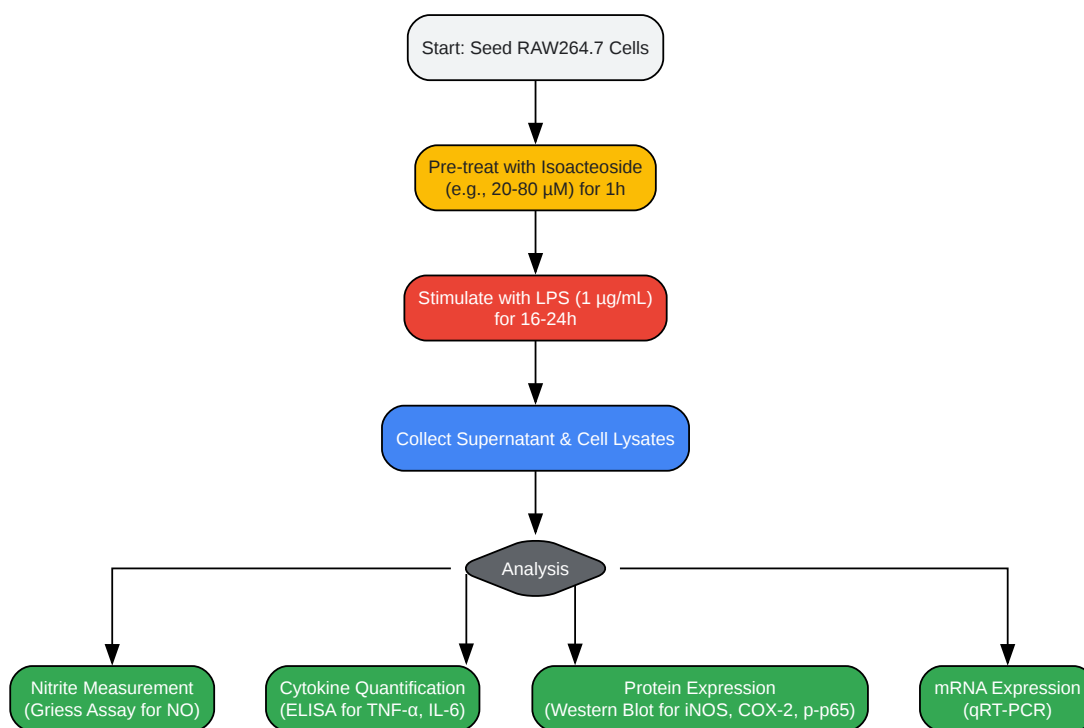 Start: Seed RAW264.7 Cells
Pre-treat with Isoacteoside
(e.g., 20-80 µM) for 1h
Stimulate with LPS (1 µg/mL)
for 16-24h
Collect Supernatant & Cell Lysates
Analysis
Nitrite Measurement
(Griess Assay for NO)
Cytokine Quantification
(ELISA for TNF-α, IL-6)
Protein Expression
(Western Blot for iNOS, COX-2, p-p65)
mRNA Expression
(qRT-PCR)